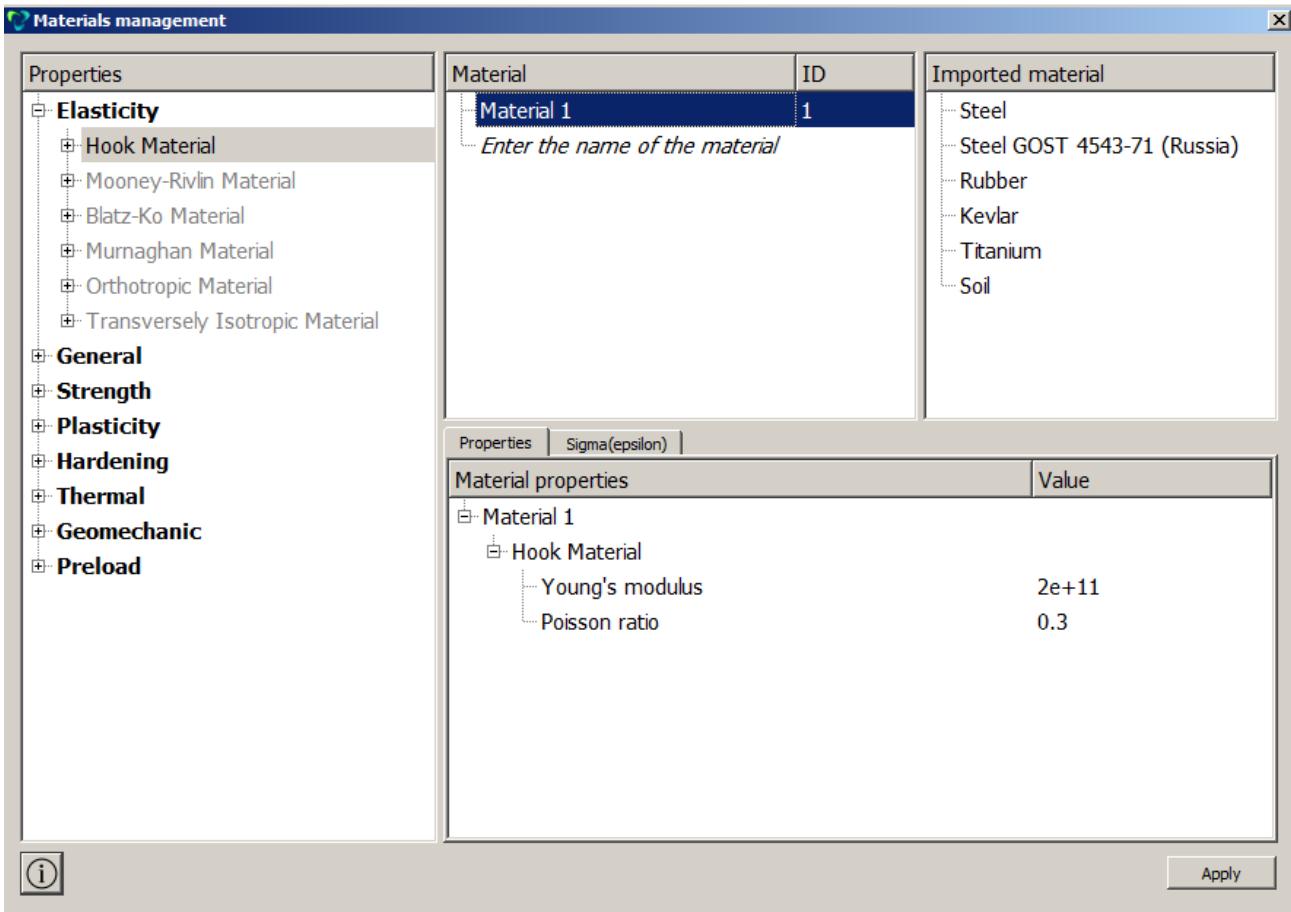 Materials management
Properties
Elasticity
Hook Material
Mooney-Rivlin Material
Blatz-Ko Material
Murnaghan Material
Orthotropic Material
Transversely Isotropic Material
General
Strength
Plasticity
Hardening
Thermal
Geomechanic
Preload
Material ID
Material 1 1
Enter the name of the material
Imported material
Steel
Steel GOST 4543-71 (Russia)
Rubber
Kevlar
Titanium
Soil
Properties Sigma(epsilon)
Material properties Value
Material 1
Hook Material
Young's modulus 2e+11
Poisson ratio 0.3
Apply